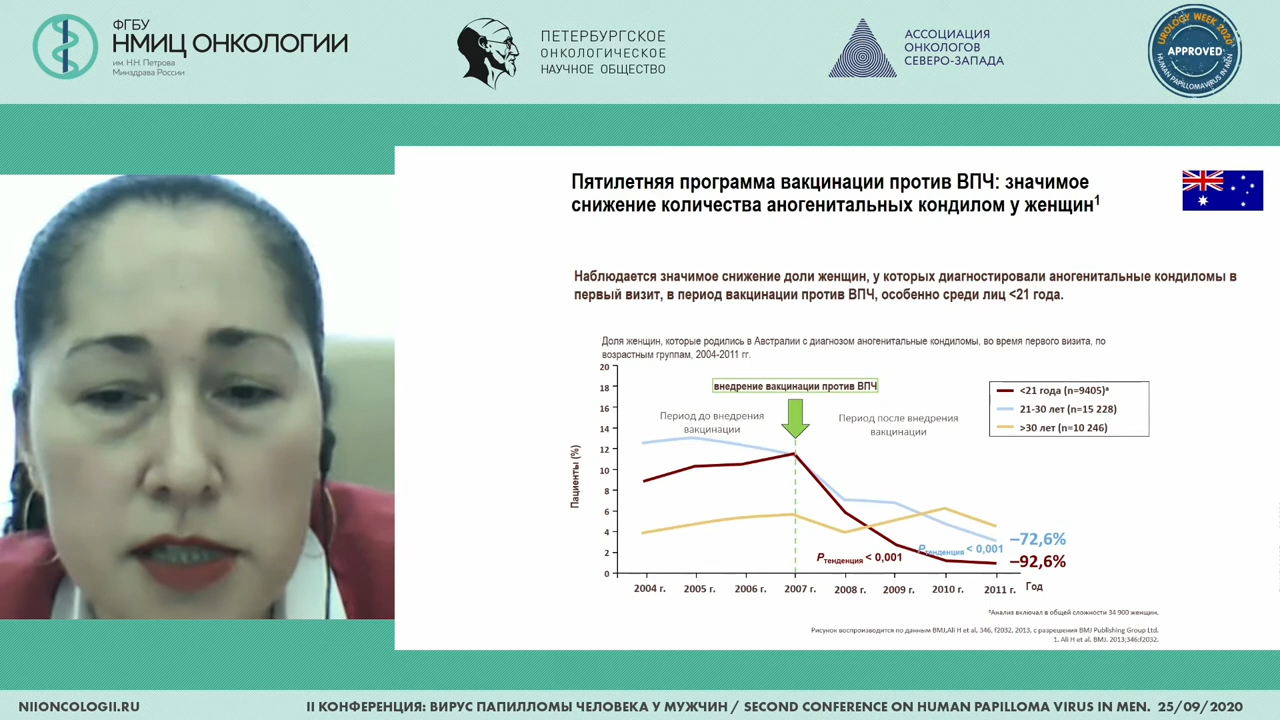 ФГБУ
НМИЦ ОНКОЛОГИИ
им. Н.Н. Петрова
Минздрава России
ПЕТЕРБУРГСКОЕ
ОНКОЛОГИЧЕСКОЕ
НАУЧНОЕ ОБЩЕСТВО
АССОЦИАЦИЯ
ОНКОЛОГОВ
СЕВЕРО-ЗАПАДА
UROLOGY WEEK 2020
APPROVED
HUMAN PAPILLOMAVIRUS IN MEN
Пятилетняя программа вакцинации против ВПЧ: значимое
снижение количества аногенитальных кондилом у женщин¹
Наблюдается значимое снижение доли женщин, у которых диагностировали аногенитальные кондиломы в
первый визит, в период вакцинации против ВПЧ, особенно среди лиц <21 года.
Доля женщин, которые родились в Австралии с диагнозом аногенитальные кондиломы, во время первого визита, по
возрастным группам, 2004-2011 гг.
Пациенты (%)
20
18
16
14
12
10
8
6
4
2
0
внедрение вакцинации против ВПЧ
Период до внедрения
вакцинации
Период после внедрения
вакцинации
<21 года (n=9405)ᵃ
21-30 лет (n=15 228)
>30 лет (n=10 246)
Pтенденция < 0,001
Pтенденция < 0,001
–72,6%
–92,6%
2004 г. 2005 г. 2006 г. 2007 г. 2008 г. 2009 г. 2010 г. 2011 г. Год
ᵃАнализ включал в общей сложности 34 900 женщин.
Рисунок воспроизводится по данным BMJ,Ali H et al, 346, f2032, 2013, с разрешения BMJ Publishing Group Ltd.
1. Ali H et al. BMJ. 2013;346:f2032.
NIIONCOLOGII.RU
II КОНФЕРЕНЦИЯ: ВИРУС ПАПИЛЛОМЫ ЧЕЛОВЕКА У МУЖЧИН / SECOND CONFERENCE ON HUMAN PAPILLOMA VIRUS IN MEN. 25/09/2020